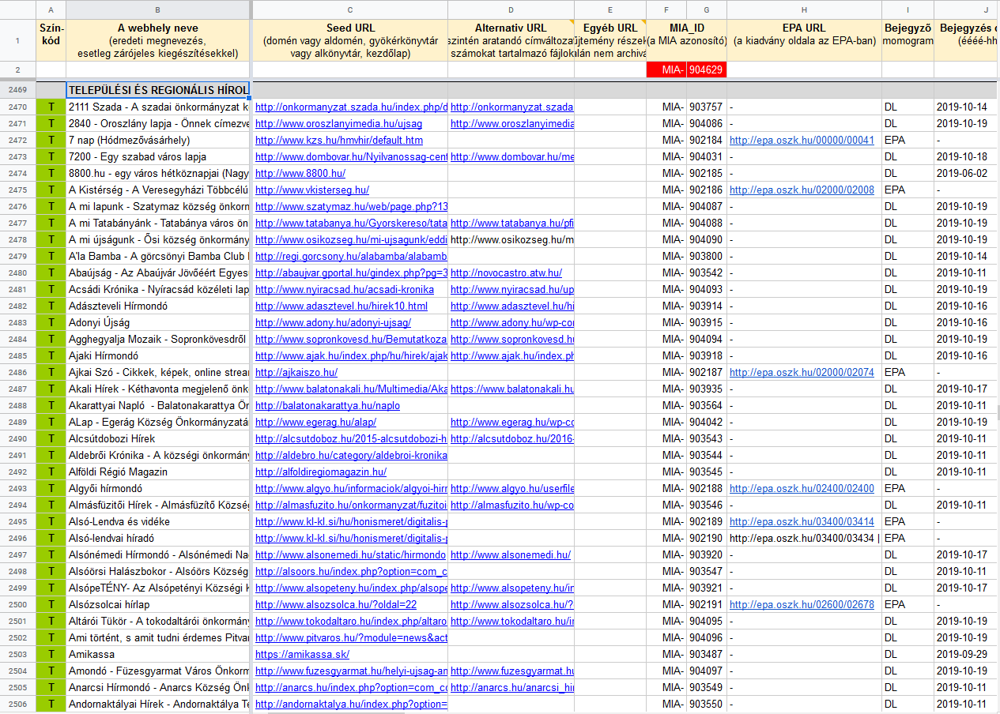 A B C D E F G H I J
1 Szín-kód A webhely neve (eredeti megnevezés, esetleg zárójeles kiegészítésekkel) Seed URL (domén vagy aldomén, gyökérkönyvtár vagy alkönyvtár, kezdőlap) Alternatív URL szintén aratandó címváltoza számokat tartalmazó fájlok Egyéb URL űjtemény részek alán nem archivá MIA_ID (a MIA azonosító) EPA URL (a kiadvány oldala az EPA-ban) Bejegyző momogram Bejegyzés (éééé-hh
2 MIA- 904629
2469 TELEPÜLÉSI ÉS REGIONÁLIS HÍROL
2470 T 2111 Szada - A szadai önkormányzat k http://onkormanyzat.szada.hu/index.php/d http://onkormanyzat.szada MIA- 903757 - DL 2019-10-14
2471 T 2840 - Oroszlány lapja - Önnek címezve http://www.oroszlanyimedia.hu/ujsag http://www.oroszlanyimedia MIA- 904086 - DL 2019-10-19
2472 T 7 nap (Hódmezővásárhely) http://www.kzs.hu/hmvhir/default.htm MIA- 902184 http://epa.oszk.hu/00000/00041 EPA -
2473 T 7200 - Egy szabad város lapja http://www.dombovar.hu/Nyilvanossag-cent http://www.dombovar.hu/me MIA- 904031 - DL 2019-10-18
2474 T 8800.hu - egy város hétköznapjai (Nagy http://www.8800.hu/ MIA- 902185 - DL 2019-06-02
2475 T A Kistérség - A Veresegyházi Többcélú http://www.vkisterseg.hu/ MIA- 902186 http://epa.oszk.hu/02000/02008 EPA -
2476 T A mi lapunk - Szatymaz község önkorm http://www.szatymaz.hu/web/page.php?13 MIA- 904087 - DL 2019-10-19
2477 T A mi Tatabányánk - Tatabánya város ön http://www.tatabanya.hu/Gyorskereso/tata http://www.tatabanya.hu/pfi MIA- 904088 - DL 2019-10-19
2478 T A mi újságunk - Ősi község önkormány http://www.osikozseg.hu/mi-ujsagunk/eddi http://www.osikozseg.hu/m MIA- 904090 - DL 2019-10-19
2479 T A'la Bamba - A görcsönyi Bamba Club http://regi.gorcsony.hu/alabamba/alabamb MIA- 903800 - DL 2019-10-14
2480 T Abaújság - Az Abaújvár Jövőéért Egyes http://abaujvar.gportal.hu/gindex.php?pg=3 http://novocastro.atw.hu/ MIA- 903542 - DL 2019-10-11
2481 T Acsádi Krónika - Nyíracsád közéleti lap http://www.nyiracsad.hu/acsadi-kronika http://www.nyiracsad.hu/up MIA- 904093 - DL 2019-10-19
2482 T Adászteveli Hírmondó http://www.adasztevel.hu/hirek10.html http://www.adasztevel.hu/hi MIA- 903914 - DL 2019-10-16
2483 T Adonyi Újság http://www.adony.hu/adonyi-ujsag/ http://www.adony.hu/wp-co MIA- 903915 - DL 2019-10-16
2484 T Agghegyalja Mozaik - Sopronkövesdről http://www.sopronkovesd.hu/Bemutatkoza http://www.sopronkovesd.h MIA- 904094 - DL 2019-10-19
2485 T Ajaki Hírmondó http://www.ajak.hu/index.php/hu/hirek/ajak http://www.ajak.hu/index.ph MIA- 903918 - DL 2019-10-16
2486 T Ajkai Szó - Cikkek, képek, online strea http://ajkaiszo.hu/ MIA- 902187 http://epa.oszk.hu/02000/02074 EPA -
2487 T Akali Hírek - Kéthavonta megjelenő önk http://www.balatonakali.hu/Multimedia/Aka https://www.balatonakali.hu MIA- 903935 - DL 2019-10-17
2488 T Akarattyai Napló - Balatonakarattya Ön http://balatonakarattya.hu/naplo MIA- 903564 - DL 2019-10-11
2489 T ALap - Egerág Község Önkormányzatá http://www.egerag.hu/alap/ http://www.egerag.hu/wp-co MIA- 904042 - DL 2019-10-19
2490 T Alcsútdobozi Hírek http://alcsutdoboz.hu/2015-alcsutdobozi-h http://alcsutdoboz.hu/2016- MIA- 903543 - DL 2019-10-11
2491 T Aldebrői Krónika - A községi önkormány http://aldebro.hu/category/aldebroi-kronika MIA- 903544 - DL 2019-10-11
2492 T Alföldi Régió Magazin http://alfoldiregiomagazin.hu/ MIA- 903545 - DL 2019-10-11
2493 T Algyői hírmondó http://www.algyo.hu/informaciok/algyoi-hir http://www.algyo.hu/userfile MIA- 902188 http://epa.oszk.hu/02400/02400 EPA -
2494 T Almásfuzitői Hírek - Almásfüzítő Közsé http://almasfuzito.hu/onkormanyzat/fuzitoi http://almasfuzito.hu/wp-co MIA- 903546 - DL 2019-10-11
2495 T Alsó-Lendva és vidéke http://www.kl-kl.si/hu/honismeret/digitalis-p MIA- 902189 http://epa.oszk.hu/03400/03414 EPA -
2496 T Alsó-lendvai híradó http://www.kl-kl.si/hu/honismeret/digitalis-p MIA- 902190 http://epa.oszk.hu/03400/03434 | EPA -
2497 T Alsónémedi Hírmondó - Alsónémedi Na http://www.alsonemedi.hu/static/hirmondo http://www.alsonemedi.hu/ MIA- 903920 - DL 2019-10-17
2498 T Alsóörsi Halászbokor - Alsóörs Község http://alsoors.hu/index.php?option=com_c MIA- 903547 - DL 2019-10-11
2499 T AlsópeTÉNY- Az Alsópetényi Községi K http://www.alsopeteny.hu/index.php/alsope http://www.alsopeteny.hu/in MIA- 903921 - DL 2019-10-17
2500 T Alsózsolcai hírlap http://www.alsozsolca.hu/?oldal=22 http://www.alsozsolca.hu/? MIA- 902191 http://epa.oszk.hu/02600/02678 EPA -
2501 T Altárói Tükör - A tokodaltárói önkormány http://www.tokodaltaro.hu/index.php/altaro http://www.tokodaltaro.hu/in MIA- 904095 - DL 2019-10-19
2502 T Ami történt, s amit tudni érdemes Pitva http://www.pitvaros.hu/?module=news&act MIA- 904096 - DL 2019-10-19
2503 T Amikassa https://amikassa.sk/ MIA- 903487 - DL 2019-09-29
2504 T Amondó - Füzesgyarmat Város Önkorm http://www.fuzesgyarmat.hu/helyi-ujsag-am http://www.fuzesgyarmat.hu MIA- 904097 - DL 2019-10-19
2505 T Anarcsi Hírmondó - Anarcs Község Önk http://anarcs.hu/index.php?option=com_co http://anarcs.hu/anarcsi_hi MIA- 903549 - DL 2019-10-11
2506 T Andornaktályai Hírek - Andornaktálya Te http://andornaktalya.hu/index.php?option= MIA- 903550 - DL 2019-10-11